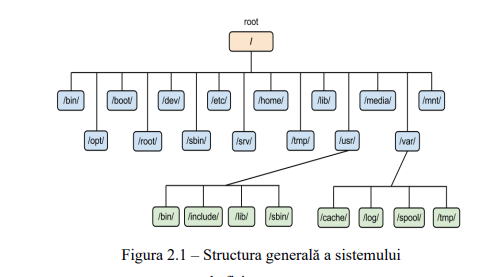 root
/
/bin/ /boot/ /dev/ /etc/ /home/ /lib/ /media/ /mnt/
/opt/ /root/ /sbin/ /srv/ /tmp/ /usr/ /var/
/bin/ /include/ /lib/ /sbin/ /cache/ /log/ /spool/ /tmp/
Figura 2.1 – Structura generală a sistemului